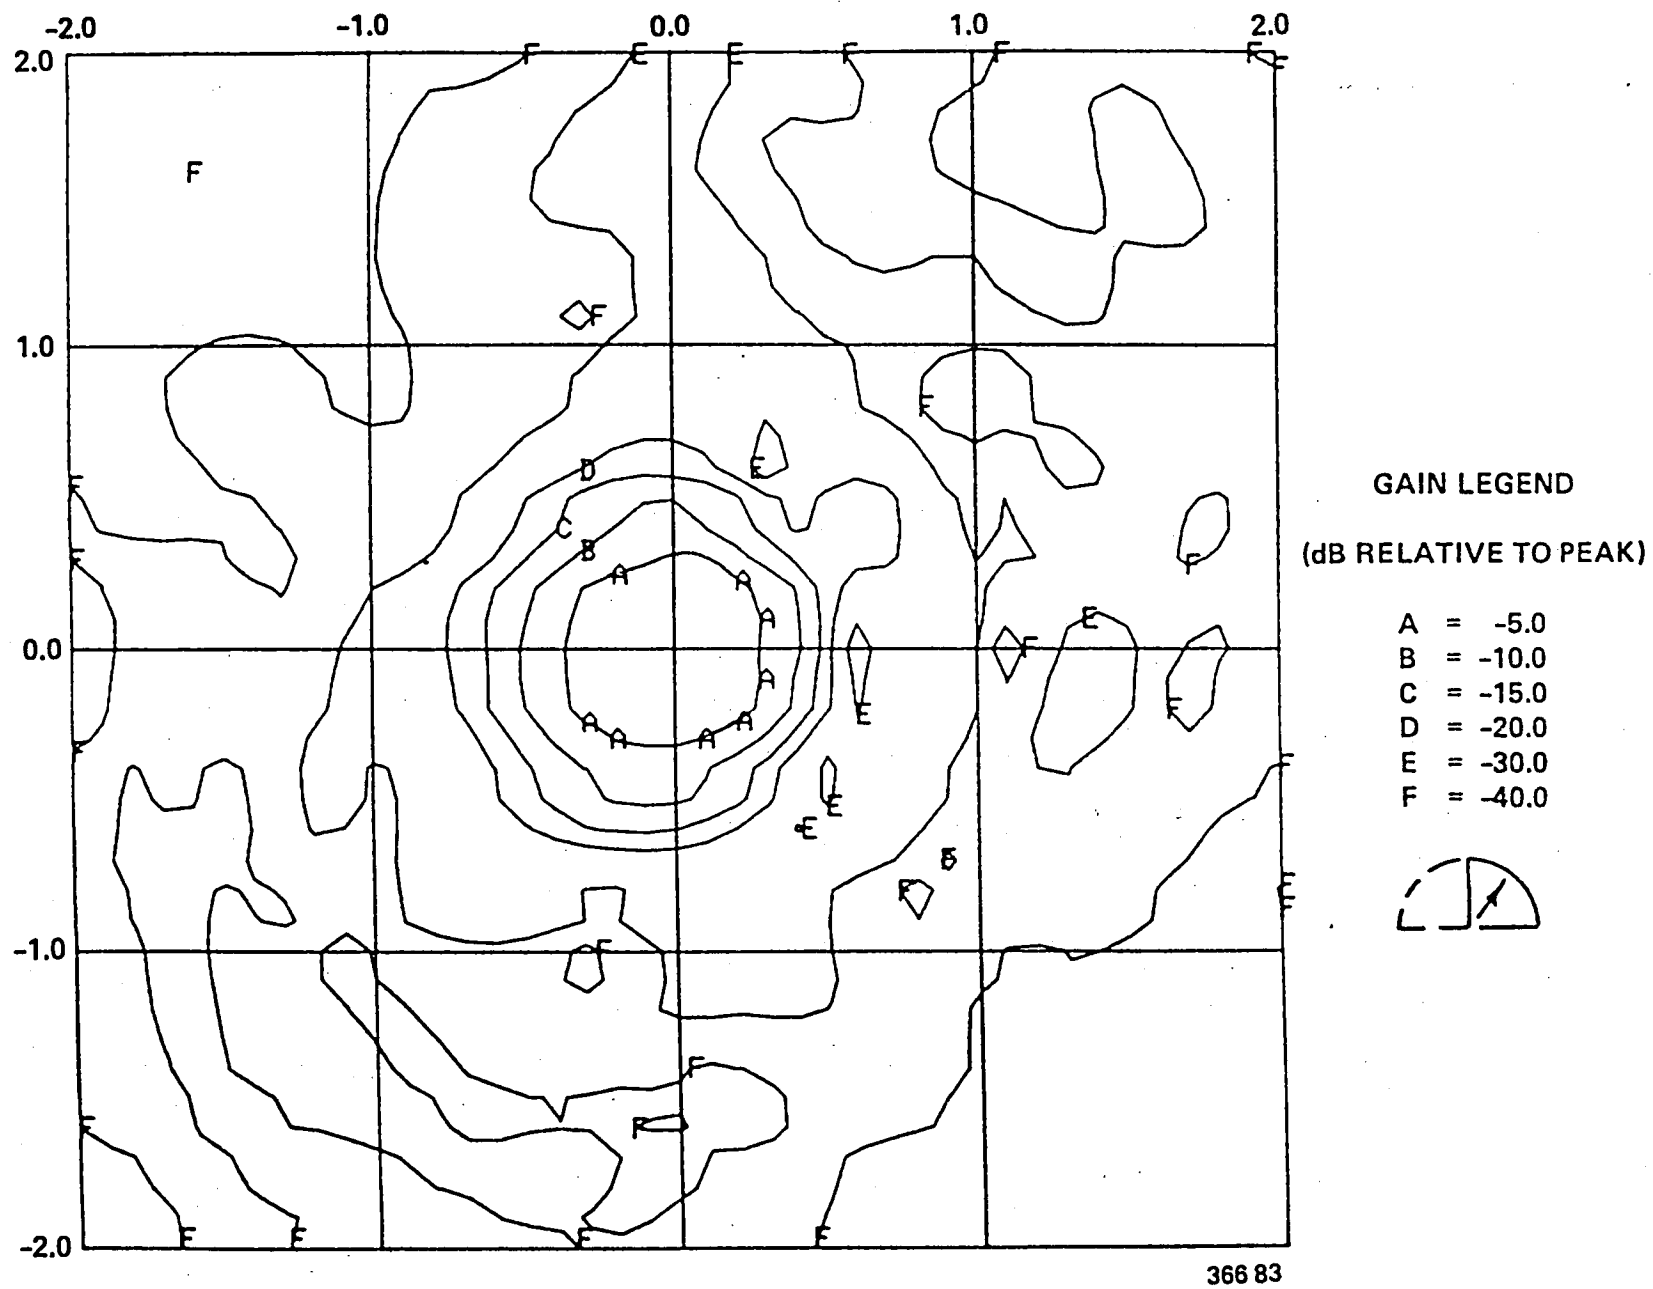 -2.0 -1.0 0.0 1.0 2.0
2.0
F E E F F F F
F
F
1.0
F
D E
F
C
B F
F
GAIN LEGEND
(dB RELATIVE TO PEAK)
A A
A E
0.0
F
A
A A A A
E F
F
A = -5.0
B = -10.0
C = -15.0
D = -20.0
E = -30.0
F = -40.0
F
E
E
F
F
-1.0
F
F
F
F
-2.0
F F F F
366 83